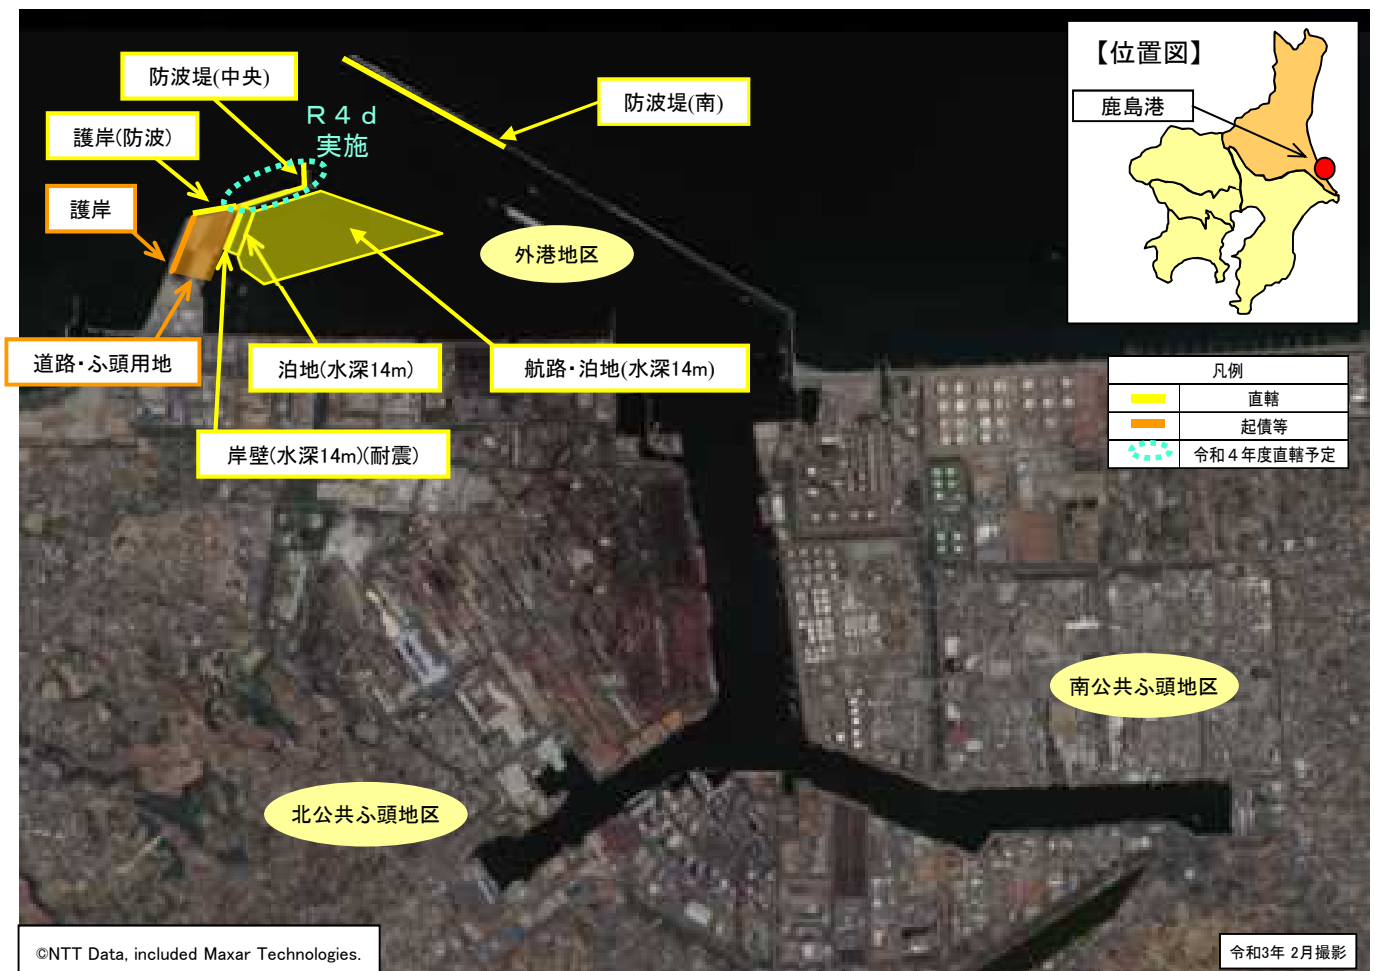 防波堤(中央)
R4d
実施
護岸(防波)
護岸
防波堤(南)
【位置図】
鹿島港
外港地区
道路・ふ頭用地
泊地(水深14m)
航路・泊地(水深14m)
岸壁(水深14m)(耐震)
凡例
直轄
起債等
令和4年度直轄予定
南公共ふ頭地区
北公共ふ頭地区
©NTT Data, included Maxar Technologies.
令和3年 2月撮影